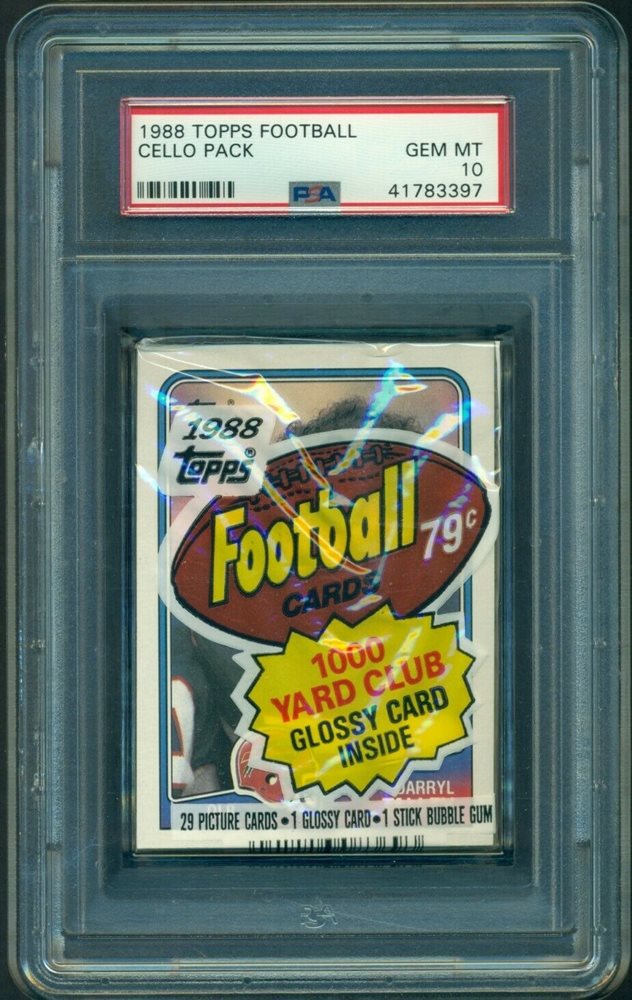 1988 TOPPS FOOTBALL
CELLO PACK
GEM MT
10
PSA
41783397
1988
TOPPS®
Football
79¢
CARDS
1000
YARD CLUB
GLOSSY CARD
INSIDE
DARRYL
29 PICTURE CARDS • 1 GLOSSY CARD • 1 STICK BUBBLE GUM
PSA